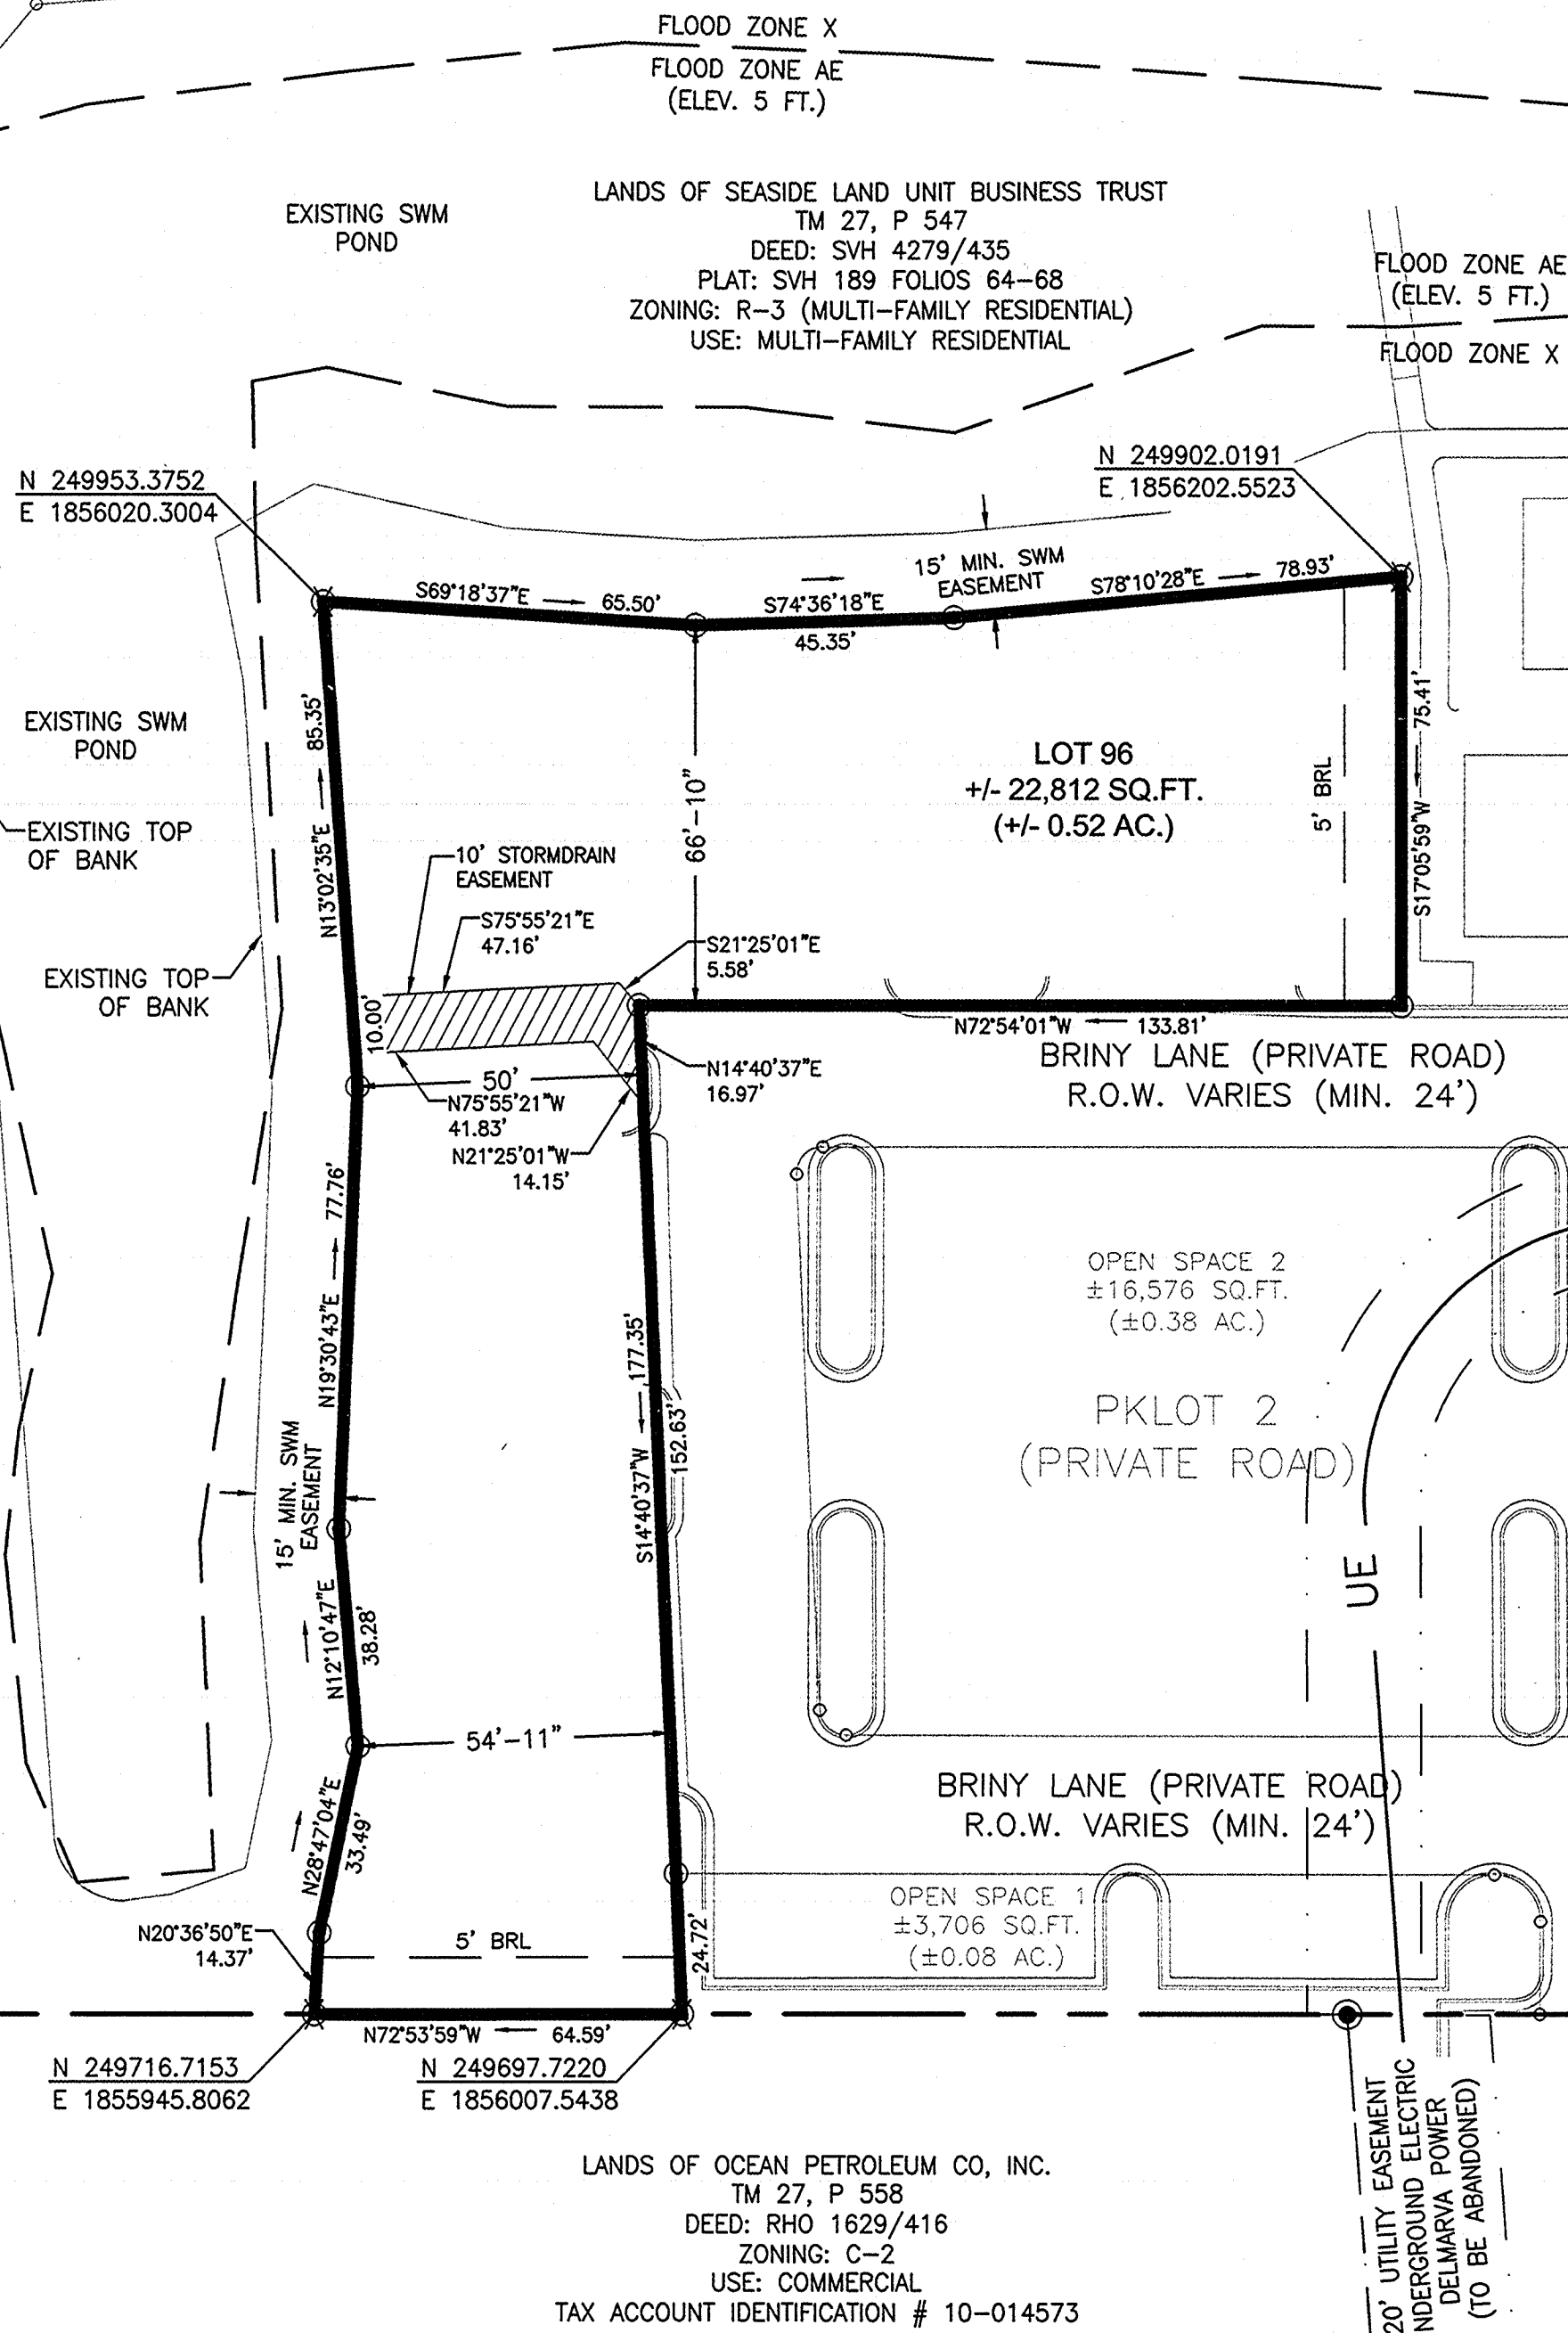 FLOOD ZONE X
FLOOD ZONE AE
(ELEV. 5 FT.)
LANDS OF SEASIDE LAND UNIT BUSINESS TRUST
TM 27, P 547
DEED: SVH 4279/435
PLAT: SVH 189 FOLIOS 64-68
ZONING: R-3 (MULTI-FAMILY RESIDENTIAL)
USE: MULTI-FAMILY RESIDENTIAL
EXISTING SWM
POND
FLOOD ZONE AE
(ELEV. 5 FT.)
FLOOD ZONE X
N 249953.3752
E 1856020.3004
N 249902.0191
E 1856202.5523
S69°18'37"E
65.50'
S74°36'18"E
45.35'
15' MIN. SWM
EASEMENT
S78°10'28"E
78.93'
EXISTING SWM
POND
EXISTING TOP
OF BANK
EXISTING TOP
OF BANK
N13°02'35"E
85.35'
66'-10"
LOT 96
+/- 22,812 SQ.FT.
(+/- 0.52 AC.)
5' BRL
75.41'
S17°05'59"W
10' STORMDRAIN
EASEMENT
S75°55'21"E
47.16'
S21°25'01"E
5.58'
10.00'
50'
N75°55'21"W
41.83'
N21°25'01"W
14.15'
N14°40'37"E
16.97'
N72°54'01"W
133.81'
BRINY LANE (PRIVATE ROAD)
R.O.W. VARIES (MIN. 24')
N19°30'43"E
77.76'
S14°40'37"W
177.35'
152.63'
OPEN SPACE 2
±16,576 SQ.FT.
(±0.38 AC.)
PKLOT 2
(PRIVATE ROAD)
UE
15' MIN. SWM
EASEMENT
N12°10'47"E
38.28'
54'-11"
N28°47'04"E
33.49'
BRINY LANE (PRIVATE ROAD)
R.O.W. VARIES (MIN. 24')
OPEN SPACE 1
±3,706 SQ.FT.
(±0.08 AC.)
N20°36'50"E
14.37'
5' BRL
24.72'
N72°53'59"W
64.59'
N 249716.7153
E 1855945.8062
N 249697.7220
E 1856007.5438
LANDS OF OCEAN PETROLEUM CO, INC.
TM 27, P 558
DEED: RHO 1629/416
ZONING: C-2
USE: COMMERCIAL
TAX ACCOUNT IDENTIFICATION # 10-014573
20' UTILITY EASEMENT
NDERGROUND ELECTRIC
DELMARVA POWER
(TO BE ABANDONED)